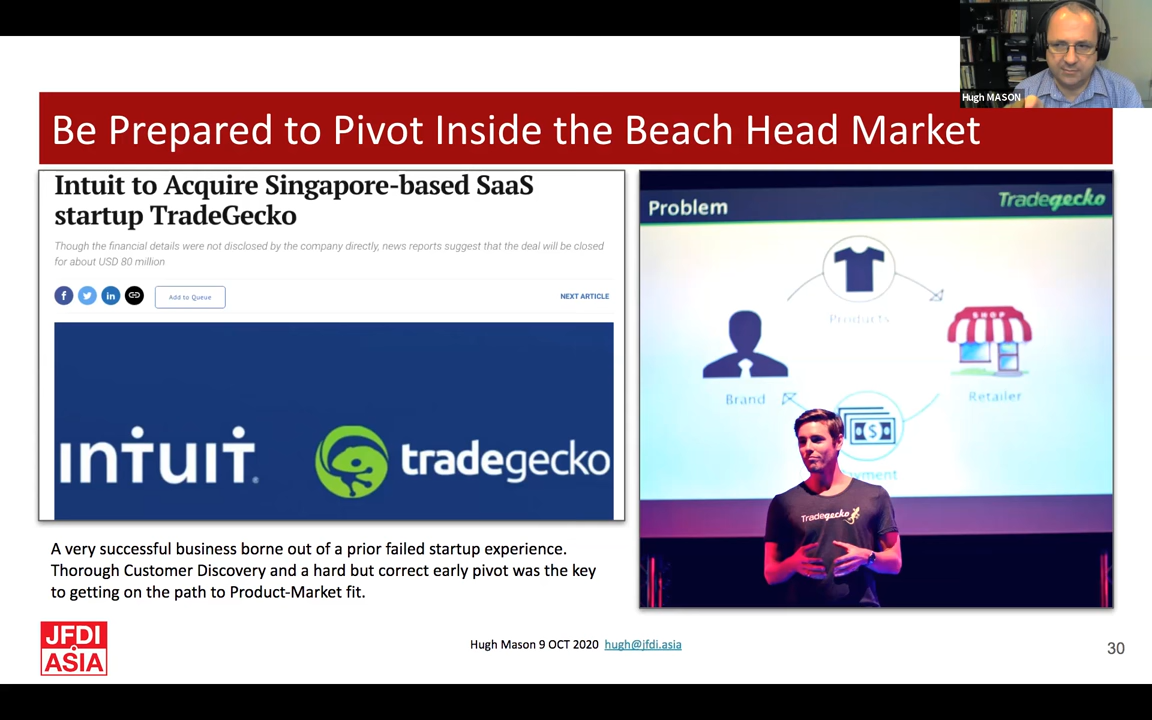 Hugh MASON
Be Prepared to Pivot Inside the Beach Head Market
Intuit to Acquire Singapore-based SaaS
startup TradeGecko
Though the financial details were not disclosed by the company directly, news reports suggest that the deal will be closed
for about USD 80 million
Add to Queue
NEXT ARTICLE
intuit
tradegecko
Problem
Tradegecko
Products
SHOP
Brand
Retailer
$
yment
Tradegecko
A very successful business borne out of a prior failed startup experience.
Thorough Customer Discovery and a hard but correct early pivot was the key
to getting on the path to Product-Market fit.
JFDI
ASIA
Hugh Mason 9 OCT 2020 hugh@jfdi.asia
30